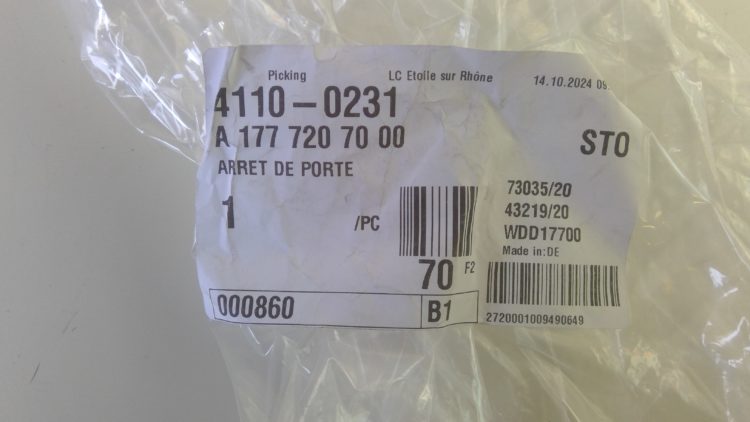 Picking LC Etoile sur Rhône 14.10.2024 09
4110-0231
A 177 720 70 00 STO
ARRET DE PORTE
73035/20
43219/20
1 /PC WDD17700
Made in: DE
70 F2
000860 B1
2720001009490649